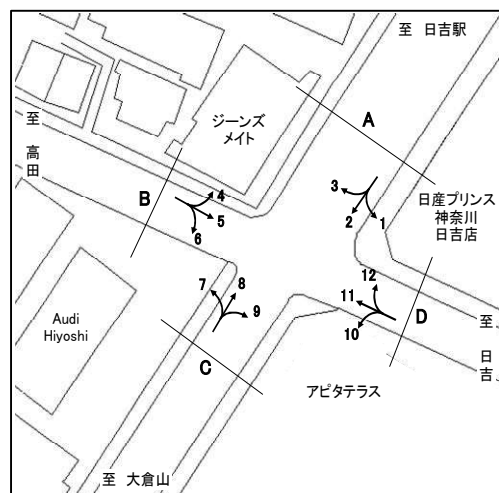 至 日吉駅
ジーンズ
メイト
A
至
高田
日産プリンス
神奈川
日吉店
3
2
1
B
4
5
6
7
8
9
12
11
10
D
至
日吉
Audi
Hiyoshi
C
アピタテラス
至 大倉山